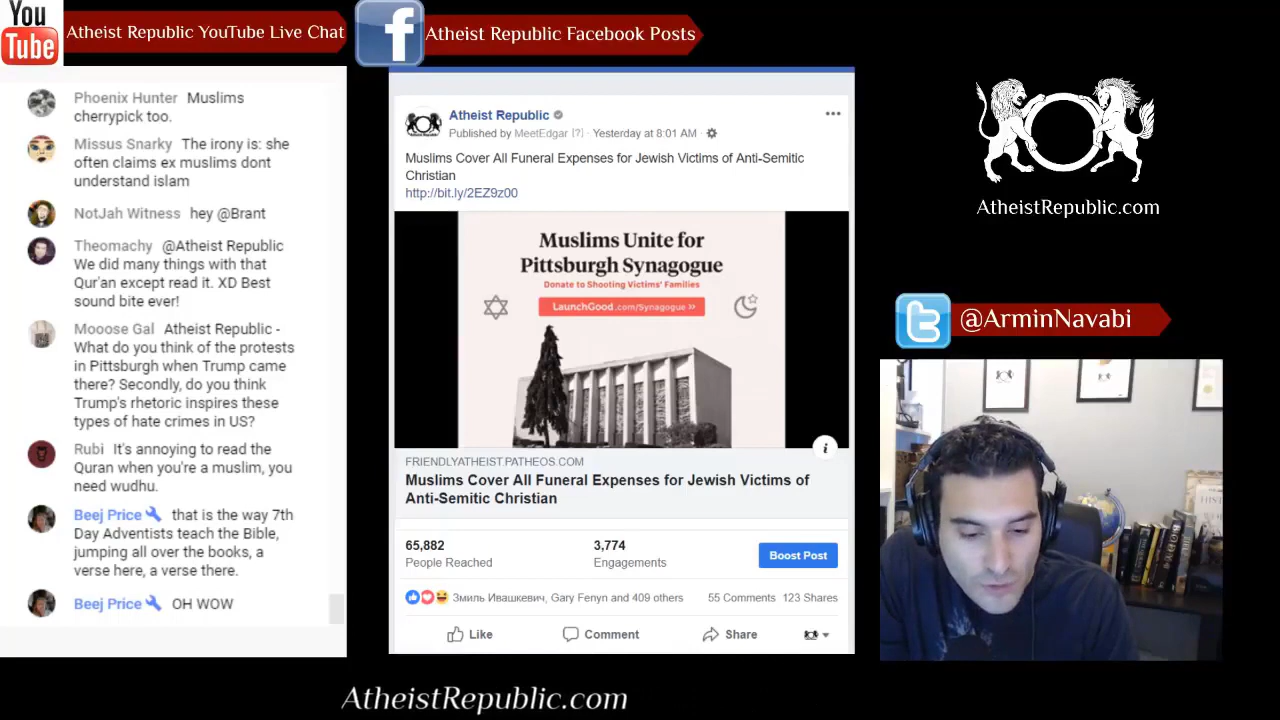 You
Tube
Atheist Republic YouTube Live Chat
Phoenix Hunter Muslims
cherrypick too.
Missus Snarky The irony is: she
often claims ex muslims dont
understand islam
NotJah Witness hey @Brant
Theomachy @Atheist Republic
We did many things with that
Qur'an except read it. XD Best
sound bite ever!
Mooose Gal Atheist Republic -
What do you think of the protests
in Pittsburgh when Trump came
there? Secondly, do you think
Trump's rhetoric inspires these
types of hate crimes in US?
Rubi It's annoying to read the
Quran when you're a muslim, you
need wudhu.
Beej Price that is the way 7th
Day Adventists teach the Bible,
jumping all over the books, a
verse here, a verse there.
Beej Price OH WOW
f
Atheist Republic Facebook Posts
Atheist Republic
Published by MeetEdgar [?] · Yesterday at 8:01 AM ·
Muslims Cover All Funeral Expenses for Jewish Victims of Anti-Semitic
Christian
http://bit.ly/2EZ9z00
Muslims Unite for
Pittsburgh Synagogue
Donate to Shooting Victims' Families
LaunchGood.com/Synagogue »
i
FRIENDLYATHEIST.PATHEOS.COM
Muslims Cover All Funeral Expenses for Jewish Victims of
Anti-Semitic Christian
65,882
People Reached
3,774
Engagements
Boost Post
Змиль Ивашкевич, Gary Fenyn and 409 others
55 Comments 123 Shares
Like
Comment
Share
AtheistRepublic.com
@ArminNavabi
AtheistRepublic.com